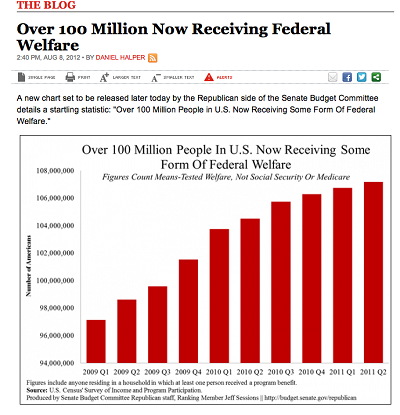 THE BLOG
Over 100 Million Now Receiving Federal
Welfare
2:40 PM, AUG 8, 2012 • BY DANIEL HALPER
SINGLE PAGE PRINT LARGER TEXT SMALLER TEXT ALERTS
A new chart set to be released later today by the Republican side of the Senate Budget Committee
details a startling statistic: "Over 100 Million People in U.S. Now Receiving Some Form Of Federal
Welfare."
Over 100 Million People In U.S. Now Receiving Some
Form Of Federal Welfare
Figures Count Means-Tested Welfare, Not Social Security Or Medicare
Number of Americans
108,000,000
106,000,000
104,000,000
102,000,000
100,000,000
98,000,000
96,000,000
94,000,000
2009 Q1 2009 Q2 2009 Q3 2009 Q4 2010 Q1 2010 Q2 2010 Q3 2010 Q4 2011 Q1 2011 Q2
Figures include anyone residing in a household in which at least one person received a program benefit.
Source: U.S. Census' Survey of Income and Program Participation.
Produced by Senate Budget Committee Republican staff, Ranking Member Jeff Sessions || http://budget.senate.gov/republican